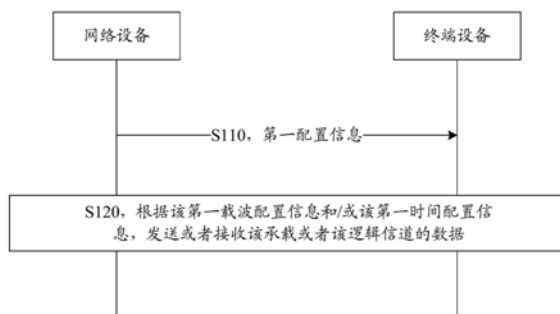 网络设备
终端设备
S110，第一配置信息
S120，根据该第一载波配置信息和/或该第一时间配置信
息，发送或者接收该承载或者该逻辑信道的数据